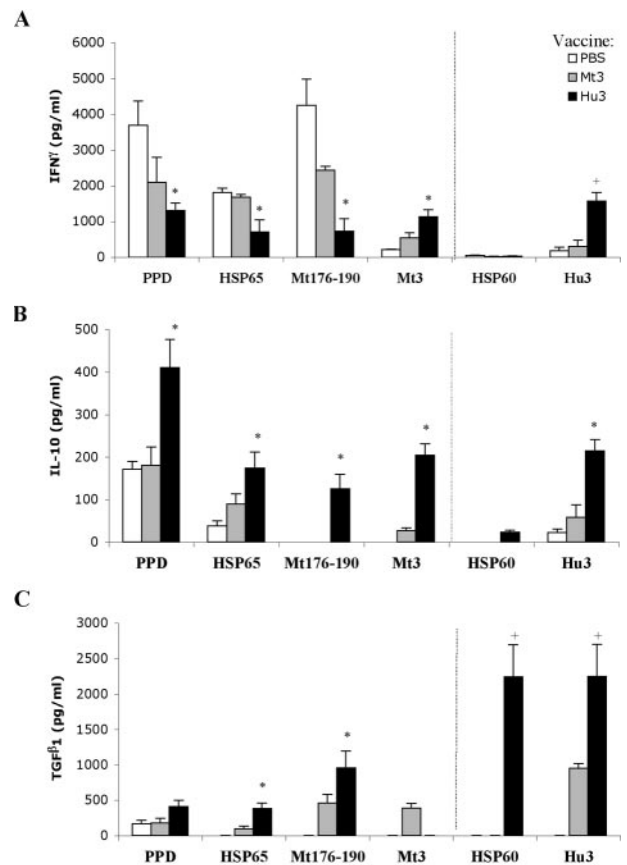 A
Vaccine:
PBS
Mt3
Hu3
IFNγ (pg/ml)
6000
5000
4000
3000
2000
1000
0
* * * * +
PPD HSP65 Mt176-190 Mt3 HSP60 Hu3
B
IL-10 (pg/ml)
500
400
300
200
100
0
* * * * *
PPD HSP65 Mt176-190 Mt3 HSP60 Hu3
C
TGFβ1 (pg/ml)
3000
2500
2000
1500
1000
500
0
* * + +
PPD HSP65 Mt176-190 Mt3 HSP60 Hu3